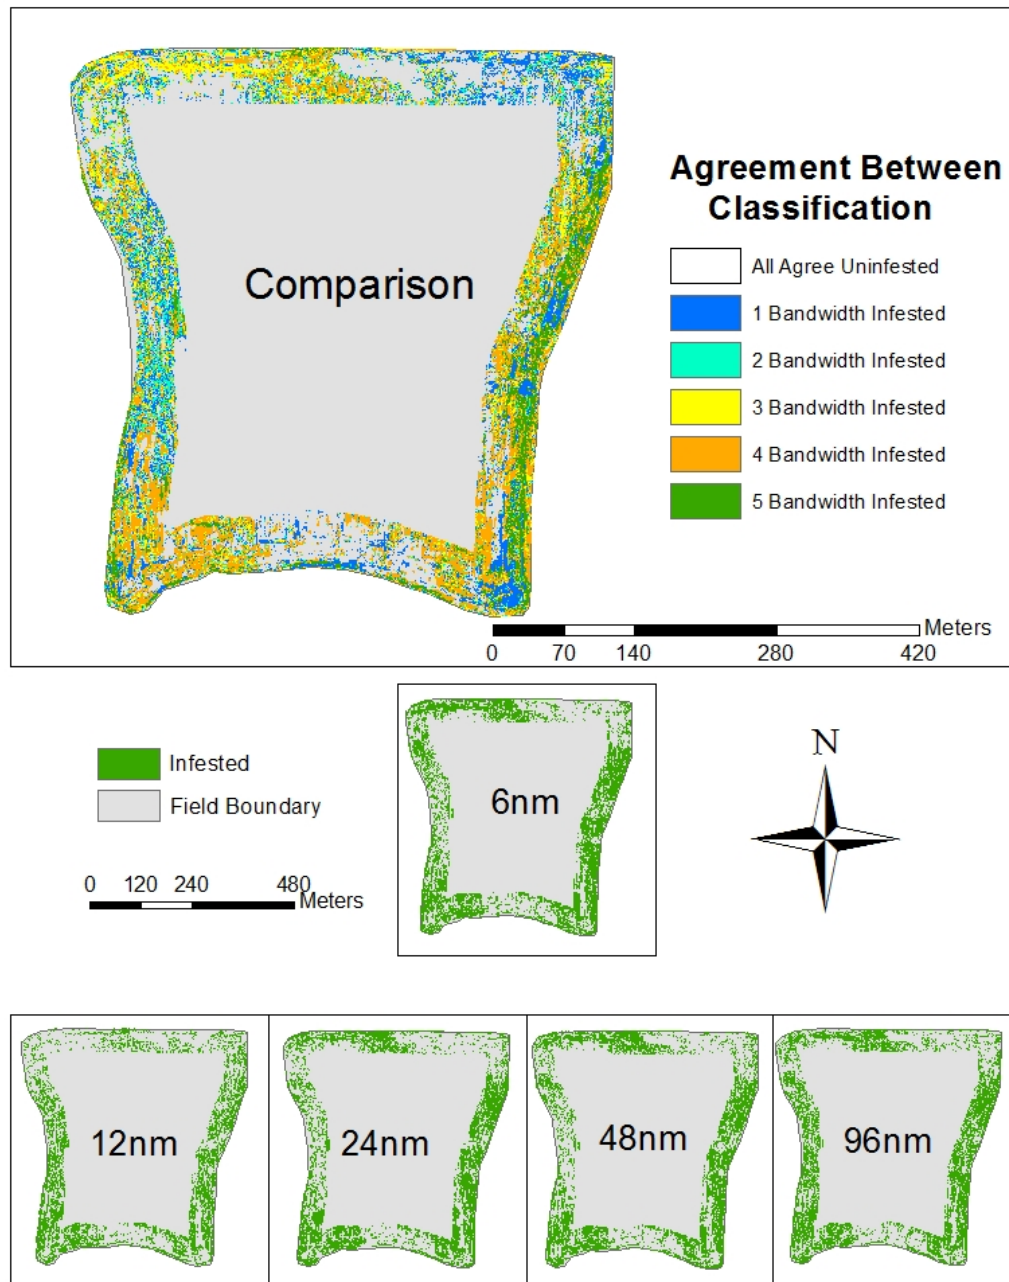 Comparison
Agreement Between
Classification
All Agree Uninfested
1 Bandwidth Infested
2 Bandwidth Infested
3 Bandwidth Infested
4 Bandwidth Infested
5 Bandwidth Infested
Meters
0 70 140 280 420
Infested
Field Boundary
0 120 240 480
Meters
6nm
N
12nm
24nm
48nm
96nm